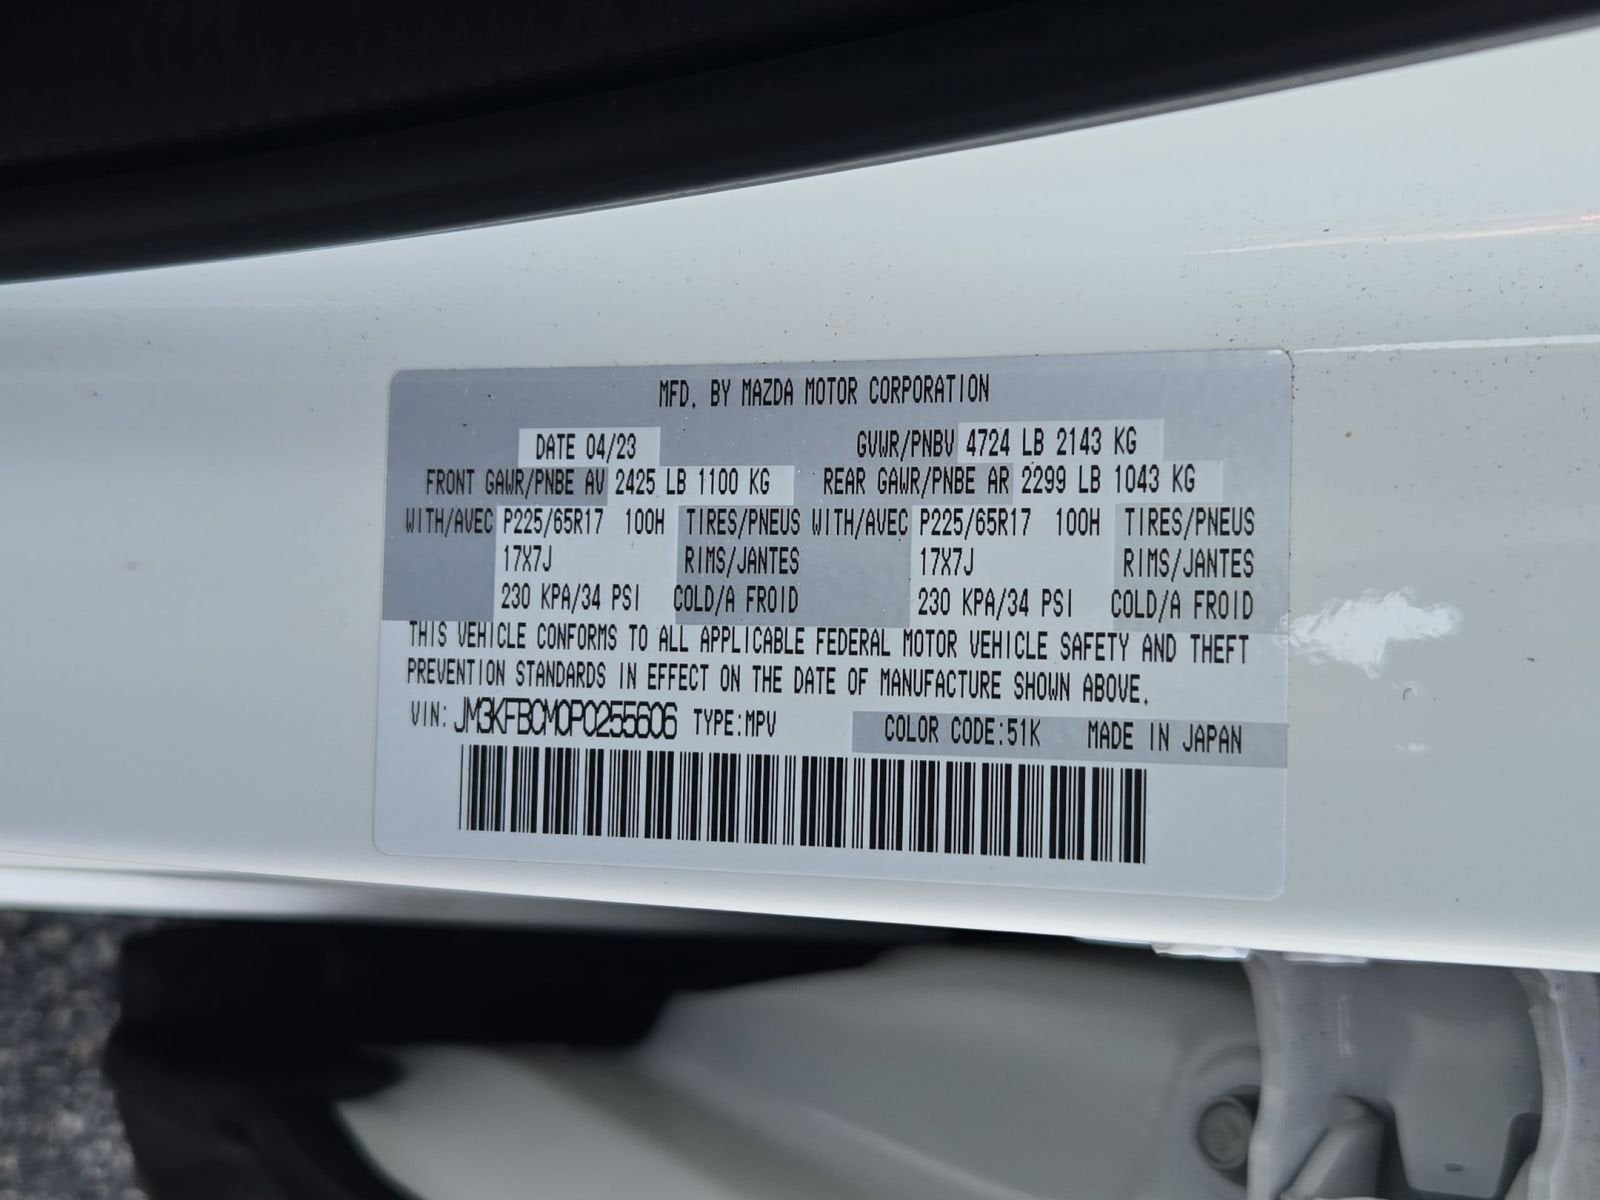 MFD. BY MAZDA MOTOR CORPORATION
DATE 04/23 GVWR/PNBV 4724 LB 2143 KG
FRONT GAWR/PNBE AV 2425 LB 1100 KG REAR GAWR/PNBE AR 2299 LB 1043 KG
WITH/AVEC P225/65R17 100H TIRES/PNEUS WITH/AVEC P225/65R17 100H TIRES/PNEUS
17X7J RIMS/JANTES 17X7J RIMS/JANTES
230 KPA/34 PSI COLD/A FROID 230 KPA/34 PSI COLD/A FROID
THIS VEHICLE CONFORMS TO ALL APPLICABLE FEDERAL MOTOR VEHICLE SAFETY AND THEFT
PREVENTION STANDARDS IN EFFECT ON THE DATE OF MANUFACTURE SHOWN ABOVE.
VIN: JM3KFBCM0P0255606 TYPE:MPV COLOR CODE:51K MADE IN JAPAN